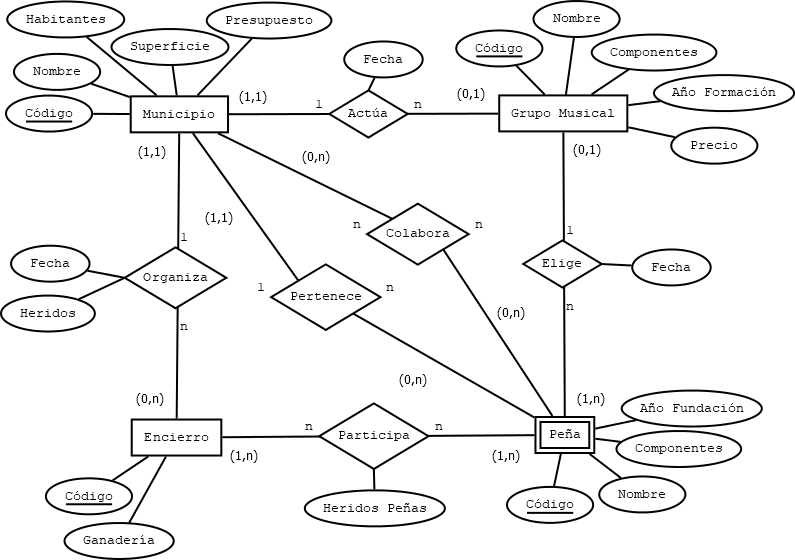 Habitantes
Presupuesto
Superficie
Nombre
Código
Municipio
Fecha
(1,1)
1
Actúa
n
(0,1)
Nombre
Código
Componentes
Año Formación
Grupo Musical
Precio
(1,1)
(0,n)
(0,1)
(1,1)
n
Colabora
n
1
1
Fecha
Organiza
Heridos
1
Pertenece
n
Elige
Fecha
n
n
(0,n)
(0,n)
(0,n)
(1,n)
Encierro
n
Participa
n
(1,n)
(1,n)
Peña
Año Fundación
Componentes
Nombre
Código
Código
Ganadería
Heridos Peñas